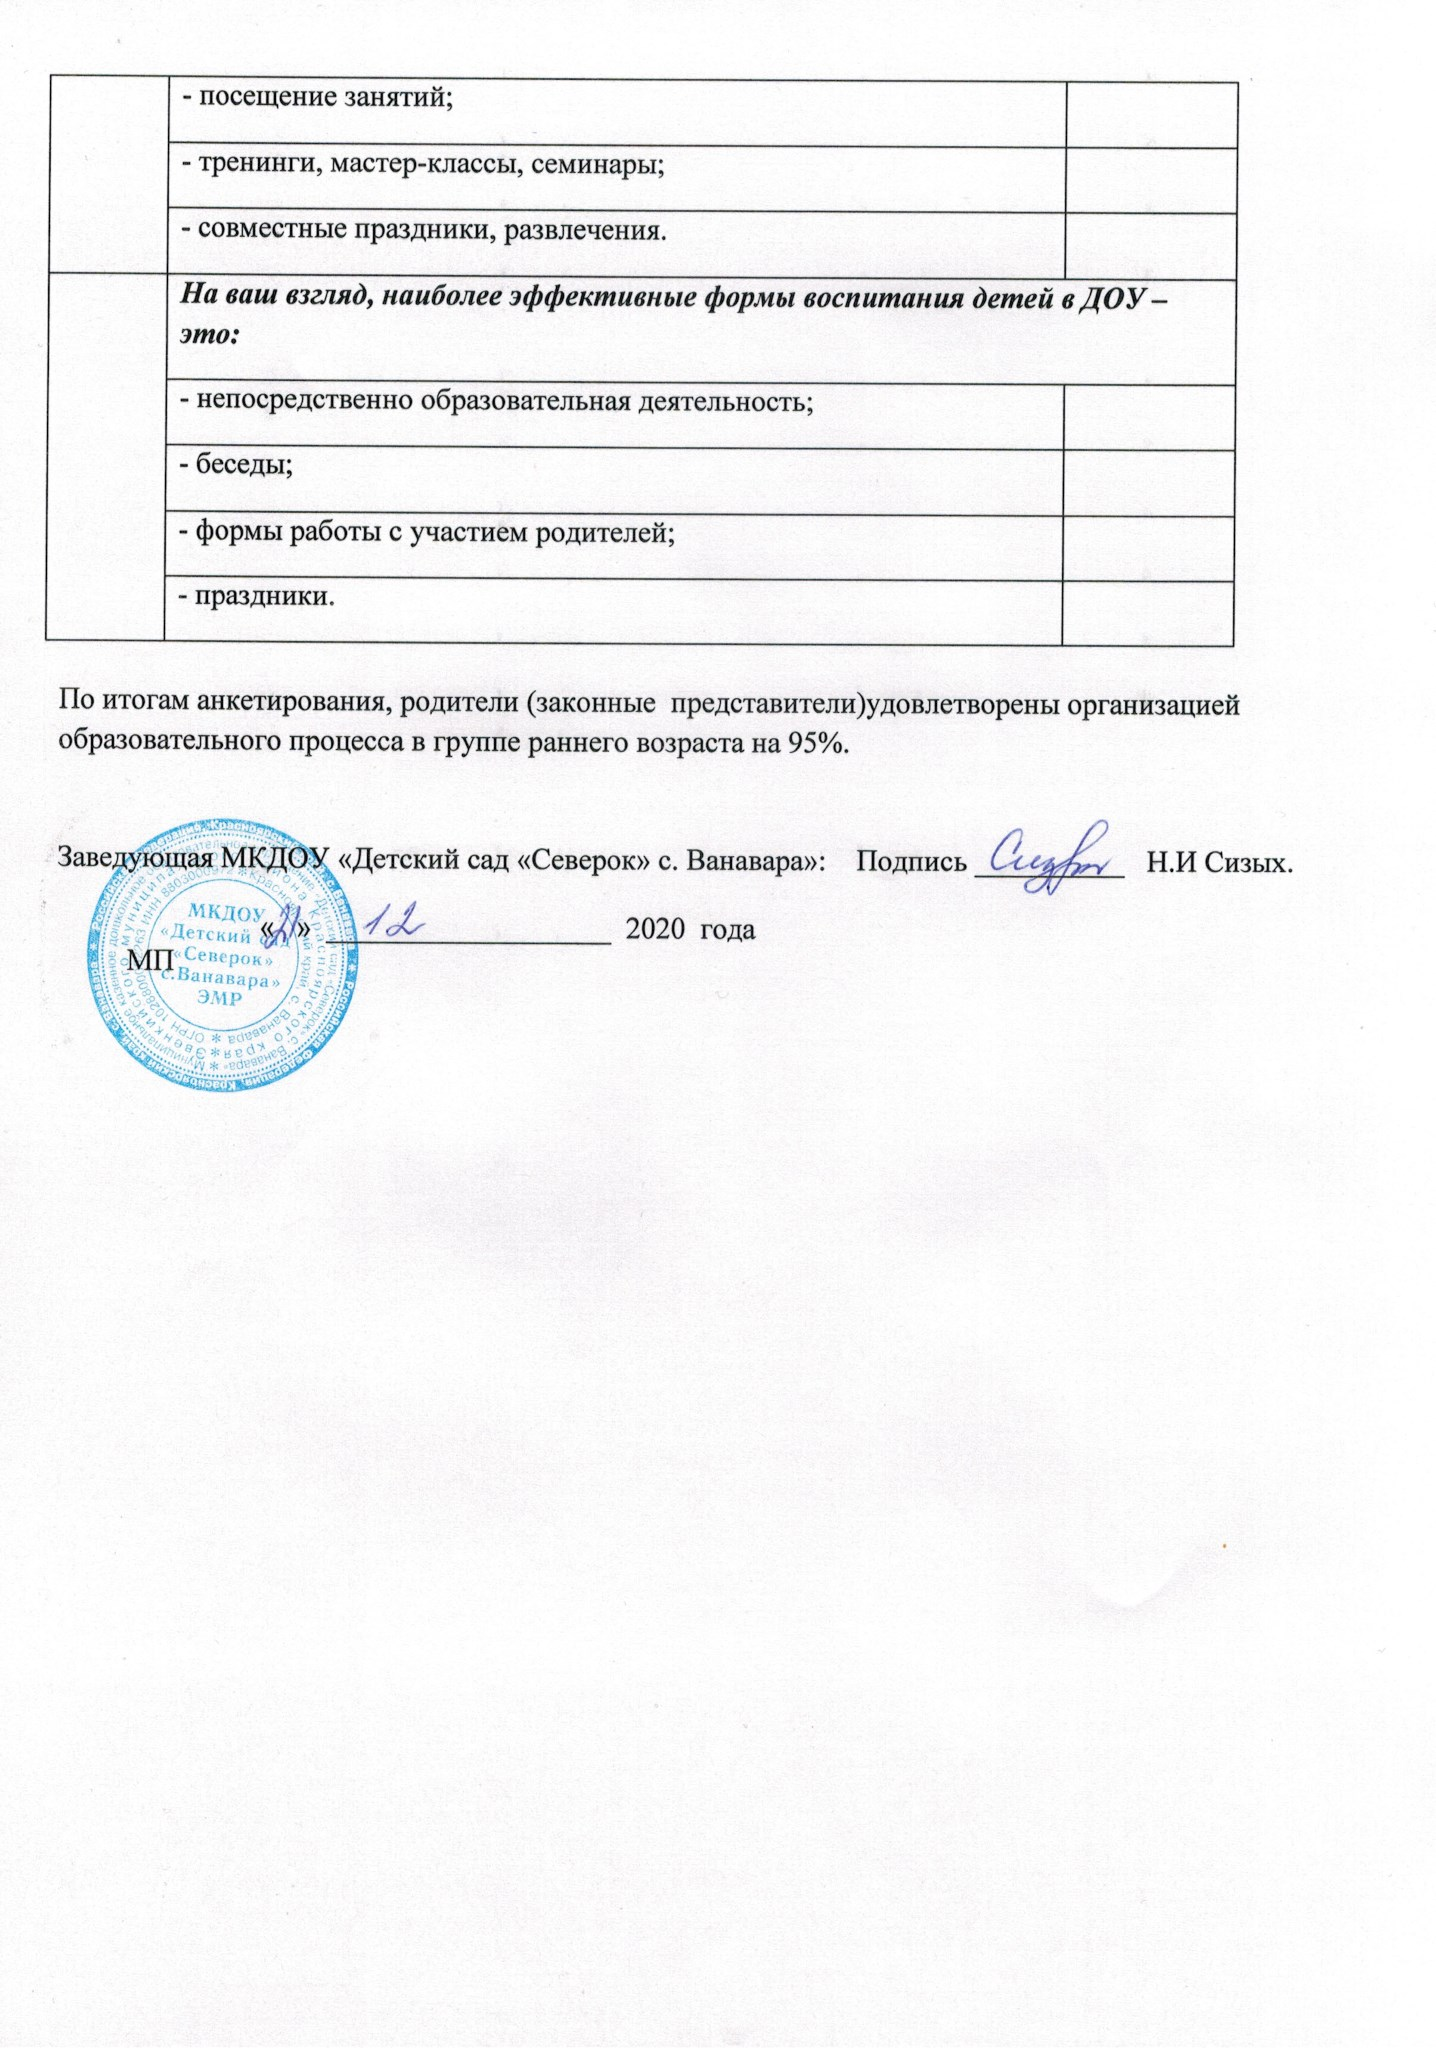 - посещение занятий;
- тренинги, мастер-классы, семинары;
- совместные праздники, развлечения.
На ваш взгляд, наиболее эффективные формы воспитания детей в ДОУ –
это:
- непосредственно образовательная деятельность;
- беседы;
- формы работы с участием родителей;
- праздники.
По итогам анкетирования, родители (законные  представители)удовлетворены организацией
образовательного процесса в группе раннего возраста на 95%.
Заведующая МКДОУ «Детский сад «Северок» с. Ванавара»: Подпись ___________ Н.И Сизых.
«21» 12 2020 года
МП
МКДОУ
«Детский сад
«Северок»
с.Ванавара»
ЭМР